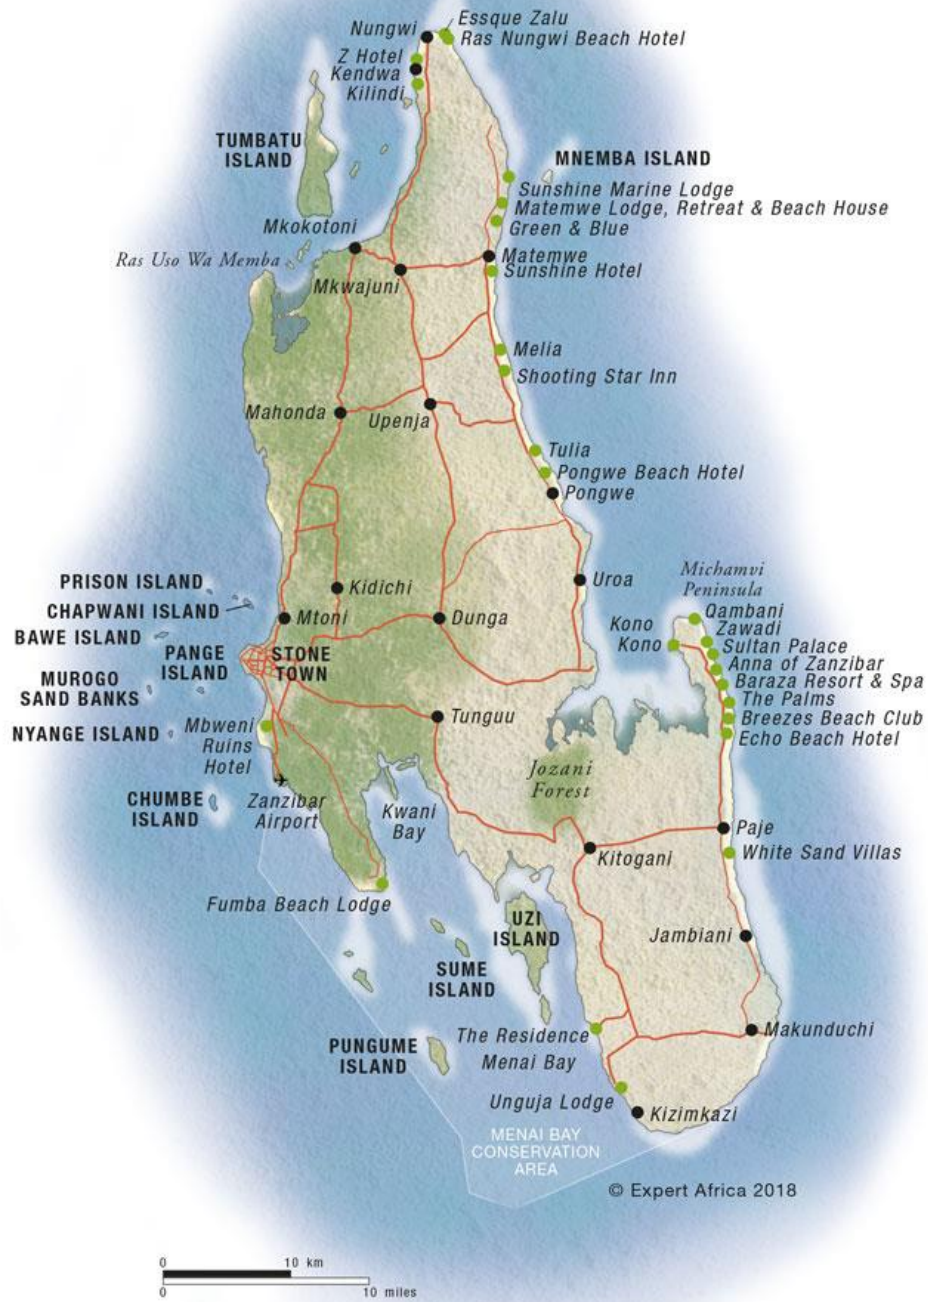 Essque Zalu
Nungwi
Ras Nungwi Beach Hotel
Z Hotel
Kendwa
Kilindi
TUMBATU
ISLAND
MNEMBA ISLAND
Sunshine Marine Lodge
Matemwe Lodge, Retreat & Beach House
Green & Blue
Mkokotoni
Ras Uso Wa Memba
Matemwe
Sunshine Hotel
Mkwajuni
Melia
Shooting Star Inn
Mahonda
Upenja
Tulia
Pongwe Beach Hotel
Pongwe
PRISON ISLAND
Kidichi
Uroa
Michamvi
Peninsula
CHAPWANI ISLAND
Mtoni
Dunga
Qambani
Kono
Kono
Zawadi
BAWE ISLAND
Sultan Palace
PANGE
ISLAND
STONE
TOWN
Anna of Zanzibar
MUROGO
SAND BANKS
Baraza Resort & Spa
The Palms
Tunguu
Breezes Beach Club
NYANGE ISLAND
Mbweni
Ruins
Hotel
Echo Beach Hotel
Jozani
Forest
CHUMBE
ISLAND
Zanzibar
Airport
Kwani
Bay
Paje
Kitogani
White Sand Villas
Fumba Beach Lodge
UZI
ISLAND
Jambiani
SUME
ISLAND
The Residence
Menai Bay
Makunduchi
PUNGUME
ISLAND
Unguja Lodge
Kizimkazi
MENAI BAY
CONSERVATION
AREA
© Expert Africa 2018
0 10 km
0 10 miles